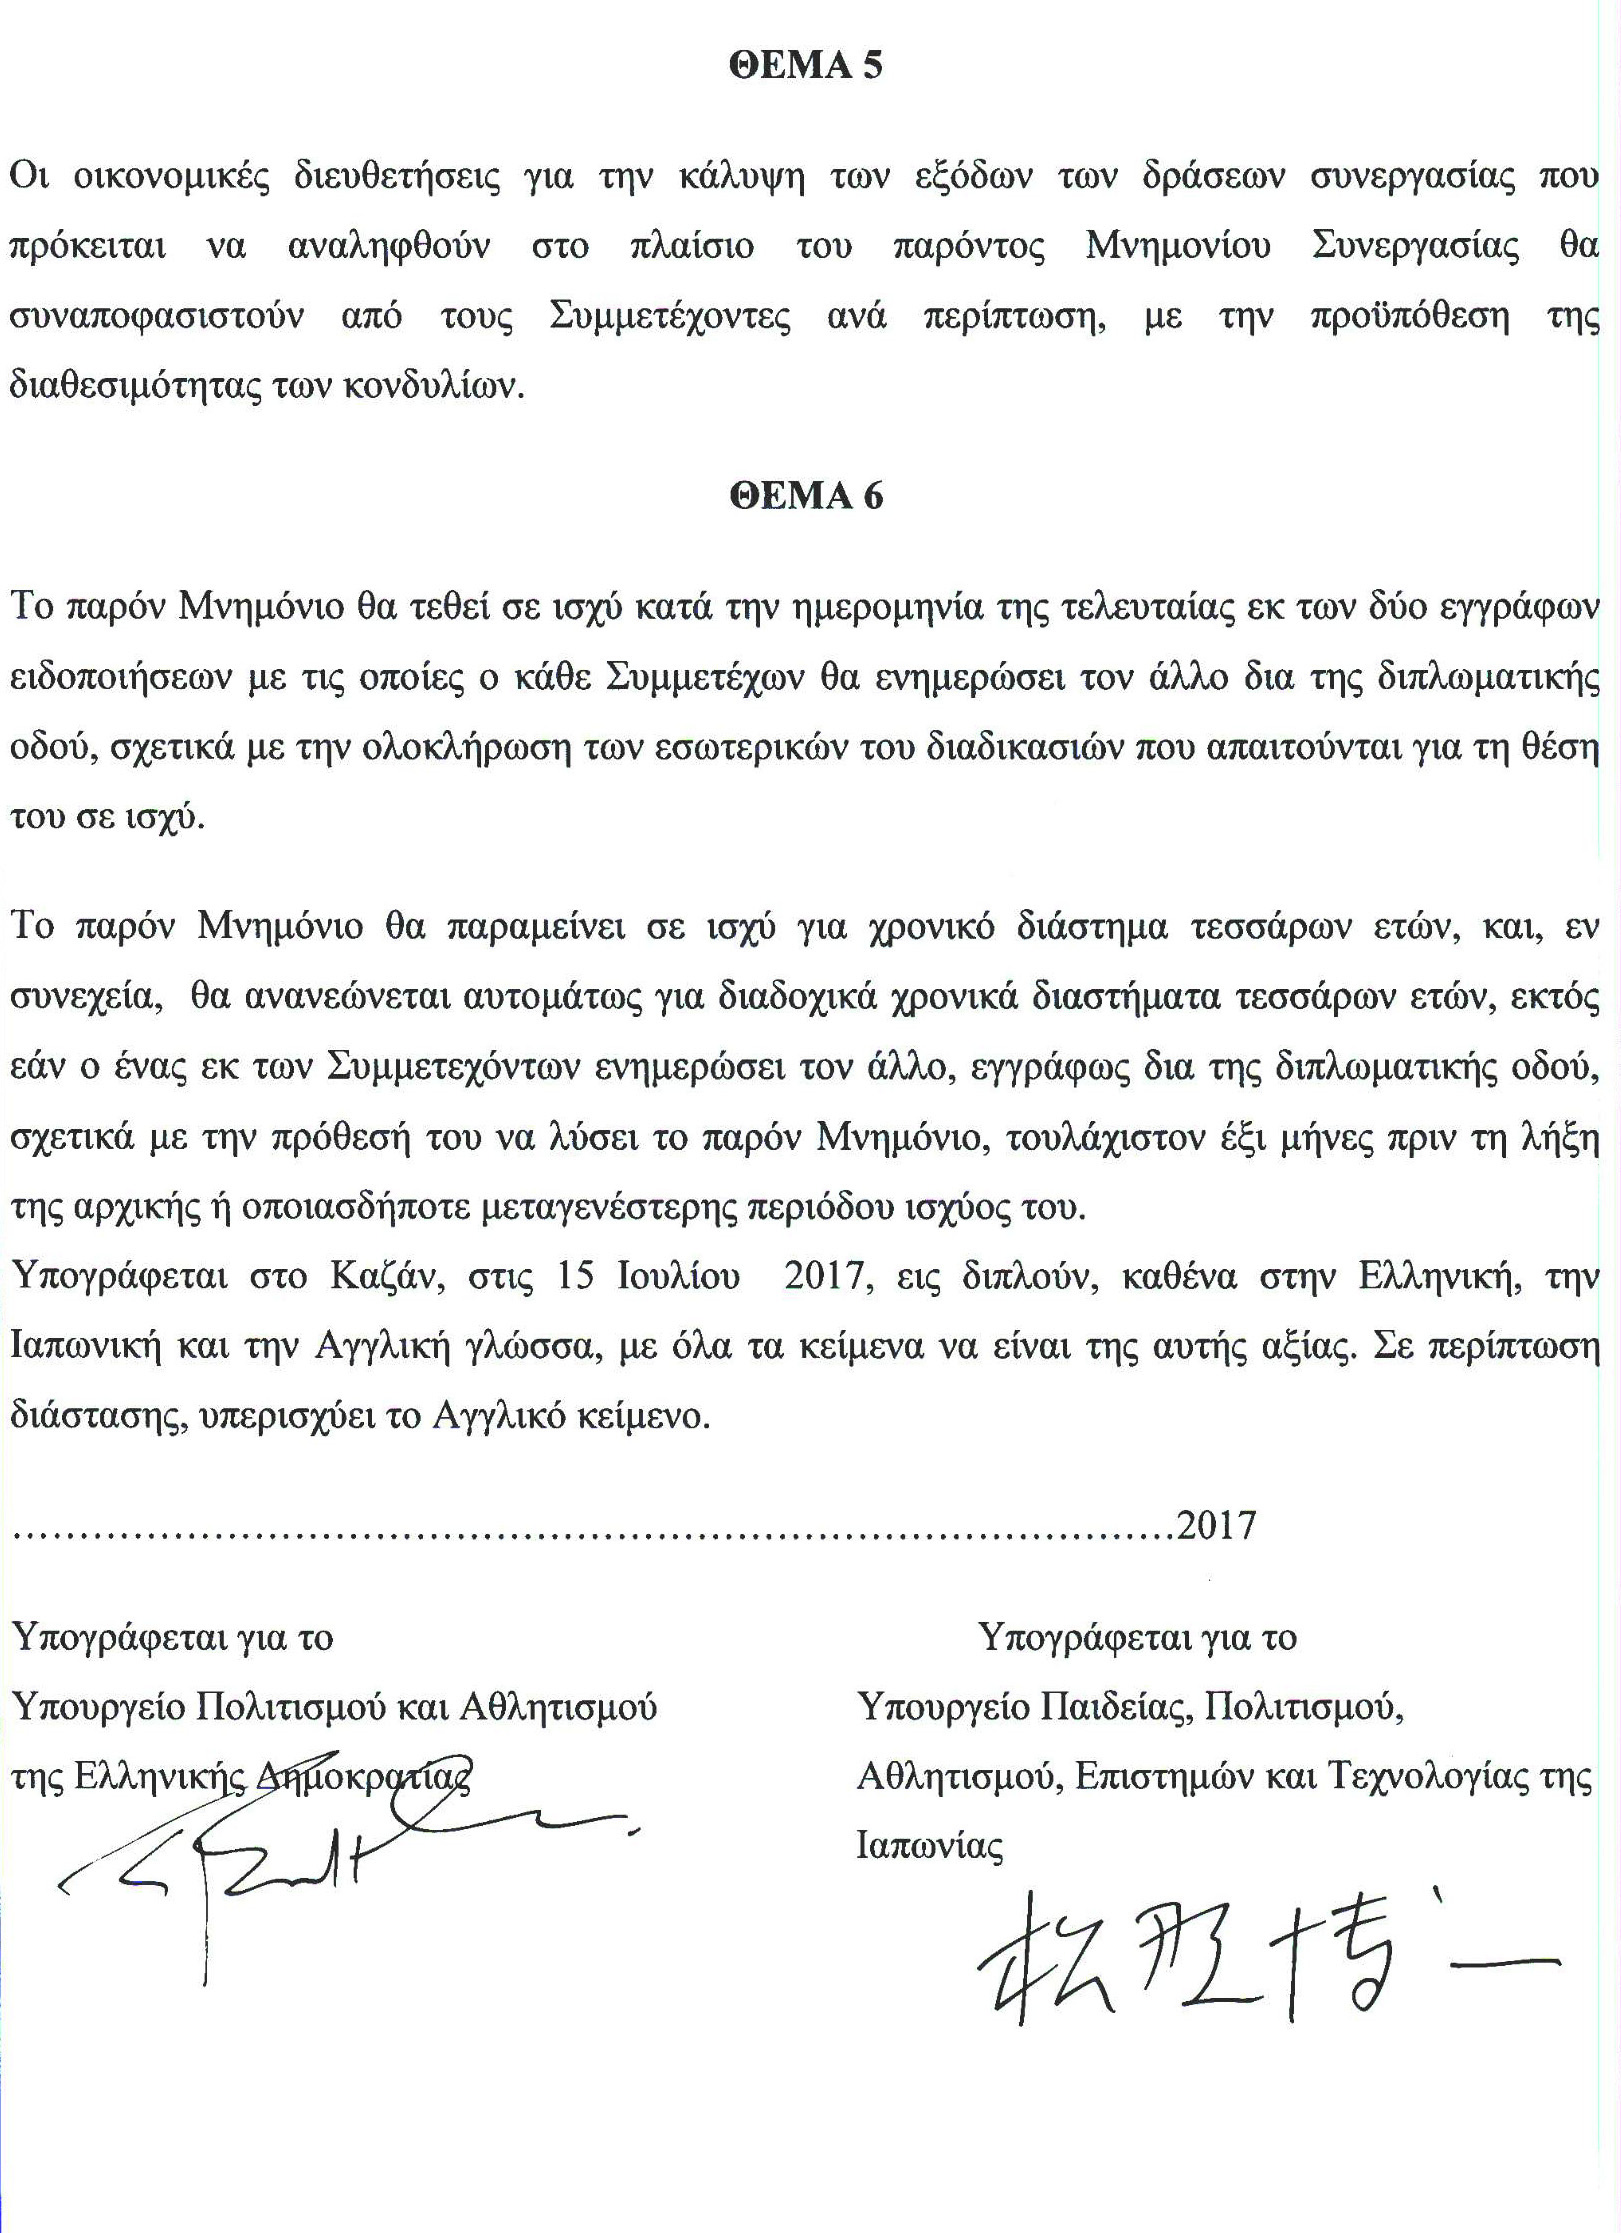 ΘΕΜΑ 5
Οι οικονομικές διευθετήσεις για την κάλυψη των εξόδων των δράσεων συνεργασίας που
πρόκειται να αναληφθούν στο πλαίσιο του παρόντος Μνημονίου Συνεργασίας θα
συναποφασιστούν από τους Συμμετέχοντες ανά περίπτωση, με την προϋπόθεση της
διαθεσιμότητας των κονδυλίων.
ΘΕΜΑ 6
Το παρόν Μνημόνιο θα τεθεί σε ισχύ κατά την ημερομηνία της τελευταίας εκ των δύο εγγράφων
ειδοποιήσεων με τις οποίες ο κάθε Συμμετέχων θα ενημερώσει τον άλλο δια της διπλωματικής
οδού, σχετικά με την ολοκλήρωση των εσωτερικών του διαδικασιών που απαιτούνται για τη θέση
του σε ισχύ.
Το παρόν Μνημόνιο θα παραμείνει σε ισχύ για χρονικό διάστημα τεσσάρων ετών, και, εν
συνεχεία, θα ανανεώνεται αυτομάτως για διαδοχικά χρονικά διαστήματα τεσσάρων ετών, εκτός
εάν ο ένας εκ των Συμμετεχόντων ενημερώσει τον άλλο, εγγράφως δια της διπλωματικής οδού,
σχετικά με την πρόθεσή του να λύσει το παρόν Μνημόνιο, τουλάχιστον έξι μήνες πριν τη λήξη
της αρχικής ή οποιασδήποτε μεταγενέστερης περιόδου ισχύος του.
Υπογράφεται στο Καζάν, στις 15 Ιουλίου 2017, εις διπλούν, καθένα στην Ελληνική, την
Ιαπωνική και την Αγγλική γλώσσα, με όλα τα κείμενα να είναι της αυτής αξίας. Σε περίπτωση
διάστασης, υπερισχύει το Αγγλικό κείμενο.
.......................................................................................2017
Υπογράφεται για το
Υπουργείο Πολιτισμού και Αθλητισμού
της Ελληνικής Δημοκρατίας
Υπογράφεται για το
Υπουργείο Παιδείας, Πολιτισμού,
Αθλητισμού, Επιστημών και Τεχνολογίας της
Ιαπωνίας
松野博一